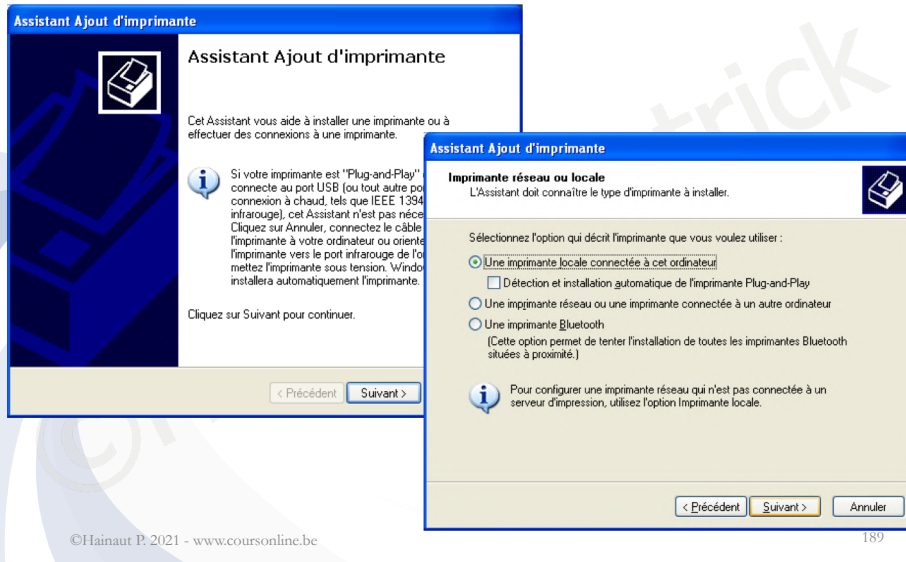 Assistant Ajout d'imprimante
Assistant Ajout d'imprimante
Cet Assistant vous aide à installer une imprimante ou à
effectuer des connexions à une imprimante.
Si votre imprimante est "Plug-and-Play"
connecte au port USB (ou tout autre
connexion à chaud, tels que IEEE 1394
infrarouge), cet Assistant n'est pas
Cliquez sur Annuler, connectez le câble
l'imprimante à votre ordinateur ou
l'imprimante vers le port infrarouge de
mettez l'imprimante sous tension.
installera automatiquement l'imprimante.
Cliquez sur Suivant pour continuer.
< Précédent
Suivant >
Assistant Ajout d'imprimante
Imprimante réseau ou locale
L'Assistant doit connaître le type d'imprimante à installer.
Sélectionnez l'option qui décrit l'imprimante que vous voulez utiliser :
Une imprimante locale connectée à cet ordinateur
Détection et installation automatique de l'imprimante Plug-and-Play
Une imprimante réseau ou une imprimante connectée à un autre ordinateur
Une imprimante Bluetooth
(Cette option permet de tenter l'installation de toutes les imprimantes Bluetooth
situées à proximité.)
Pour configurer une imprimante réseau qui n'est pas connectée à un
serveur d'impression, utilisez l'option Imprimante locale.
< Précédent
Suivant >
Annuler
©Hainaut P. 2021 - www.coursonline.be
189